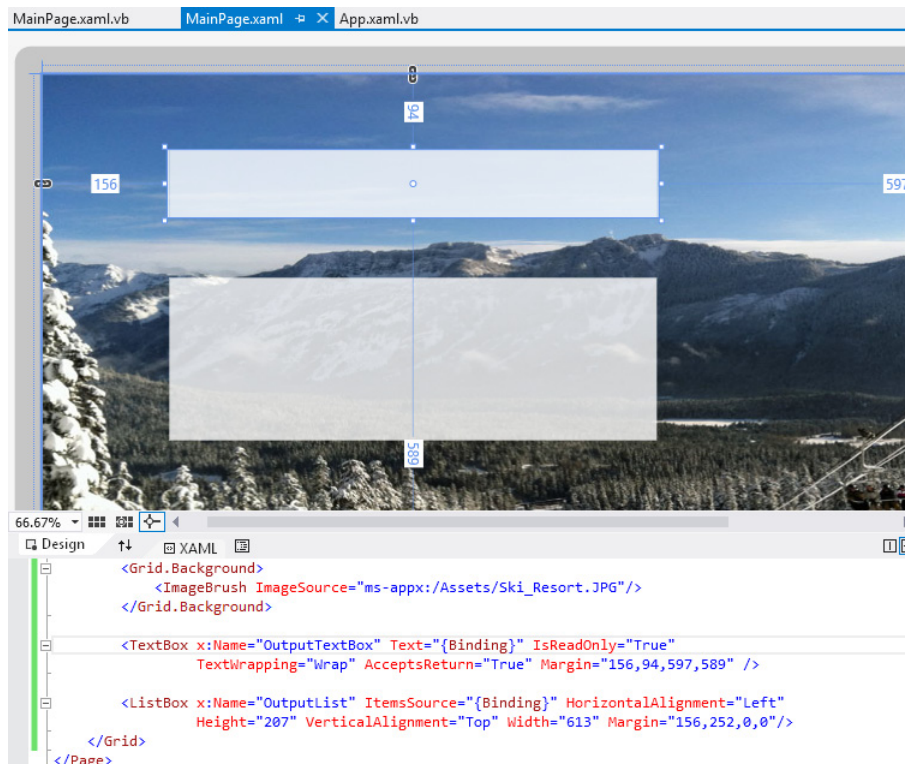 MainPage.xaml.vb MainPage.xaml App.xaml.vb
94
156 597
589
66.67%
Design XAML
<Grid.Background>
<ImageBrush ImageSource="ms-appx:/Assets/Ski_Resort.JPG"/>
</Grid.Background>
<TextBox x:Name="OutputTextBox" Text="{Binding}" IsReadOnly="True"
TextWrapping="Wrap" AcceptsReturn="True" Margin="156,94,597,589" />
<ListBox x:Name="OutputList" ItemsSource="{Binding}" HorizontalAlignment="Left"
Height="207" VerticalAlignment="Top" Width="613" Margin="156,252,0,0"/>
</Grid>
</Page>